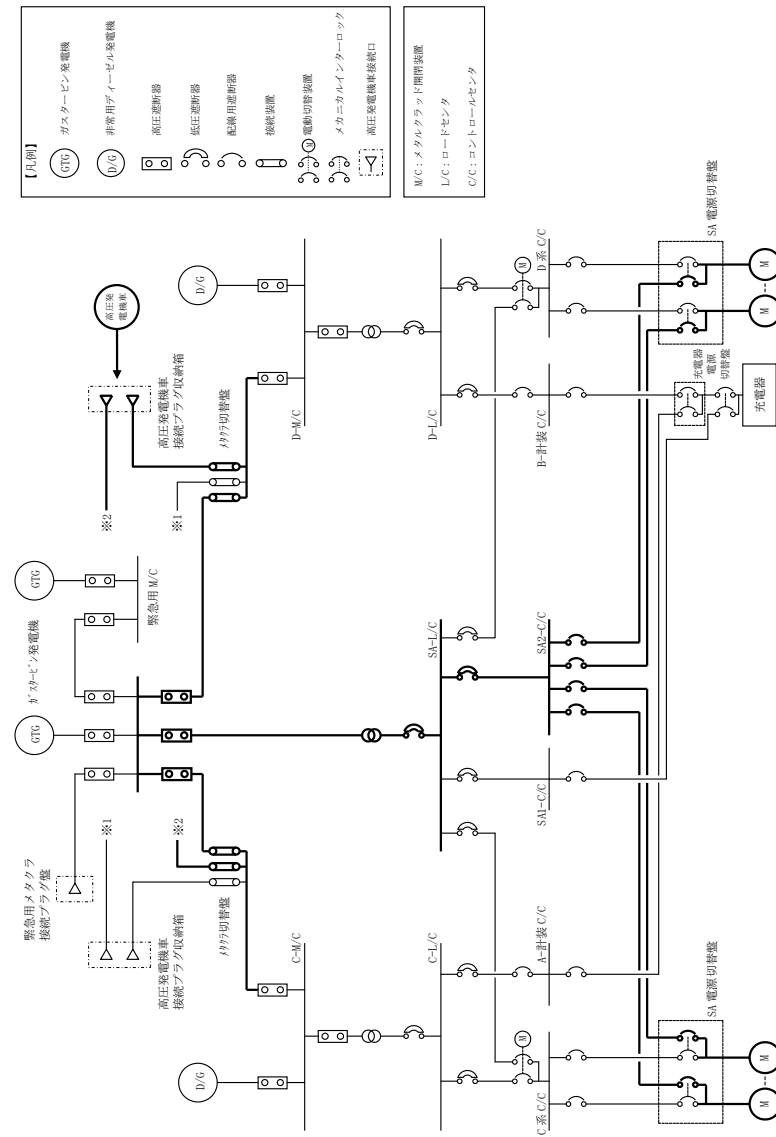 【凡例】
GTG
ガスタービン発電機
D/G
非常用ディーゼル発電機
高圧遮断器
低圧遮断器
配線用遮断器
接続装置
M
電動切替装置
メカニカルインターロック
高圧発電機車接続口
M/C：メタルクラッド開閉装置
L/C：ロードセンタ
C/C：コントロールセンタ
緊急用メタクラ
接続プラグ盤
GTG
ｶﾞｽﾀｰﾋﾞﾝ発電機
GTG
緊急用 M/C
高圧発
電機車
高圧発電機車
接続プラグ収納箱
※1
※2
ﾒﾀｸﾗ切替盤
※2
※1
高圧発電機車
接続プラグ収納箱
ﾒﾀｸﾗ切替盤
D/G
D/G
C-M/C
D-M/C
C-L/C
SA-L/C
D-L/C
M
M
C 系 C/C
A-計装 C/C
SA1-C/C
SA2-C/C
B-計装 C/C
D 系 C/C
SA 電源切替盤
充電器
電源
切替盤
SA 電源切替盤
M
M
充電器
M
M